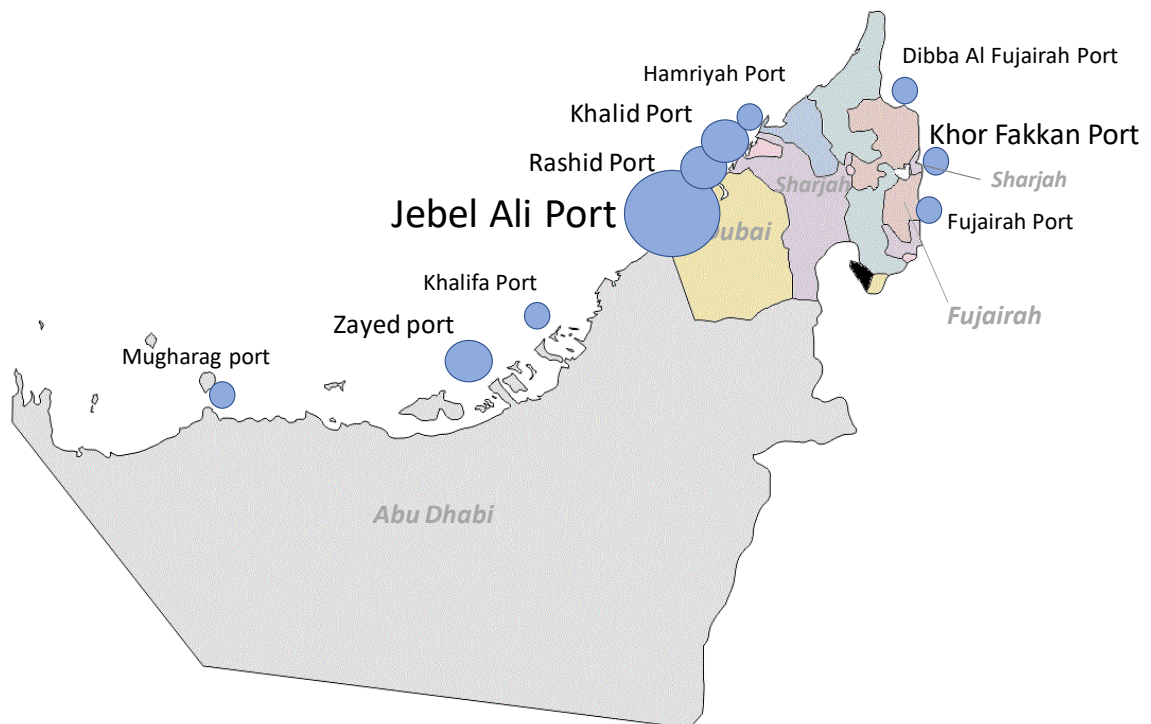 Dibba Al Fujairah Port
Hamriyah Port
Khalid Port
Khor Fakkan Port
Rashid Port
Sharjah
Sharjah
Jebel Ali Port
Dubai
Fujairah Port
Khalifa Port
Fujairah
Zayed port
Mugharag port
Abu Dhabi